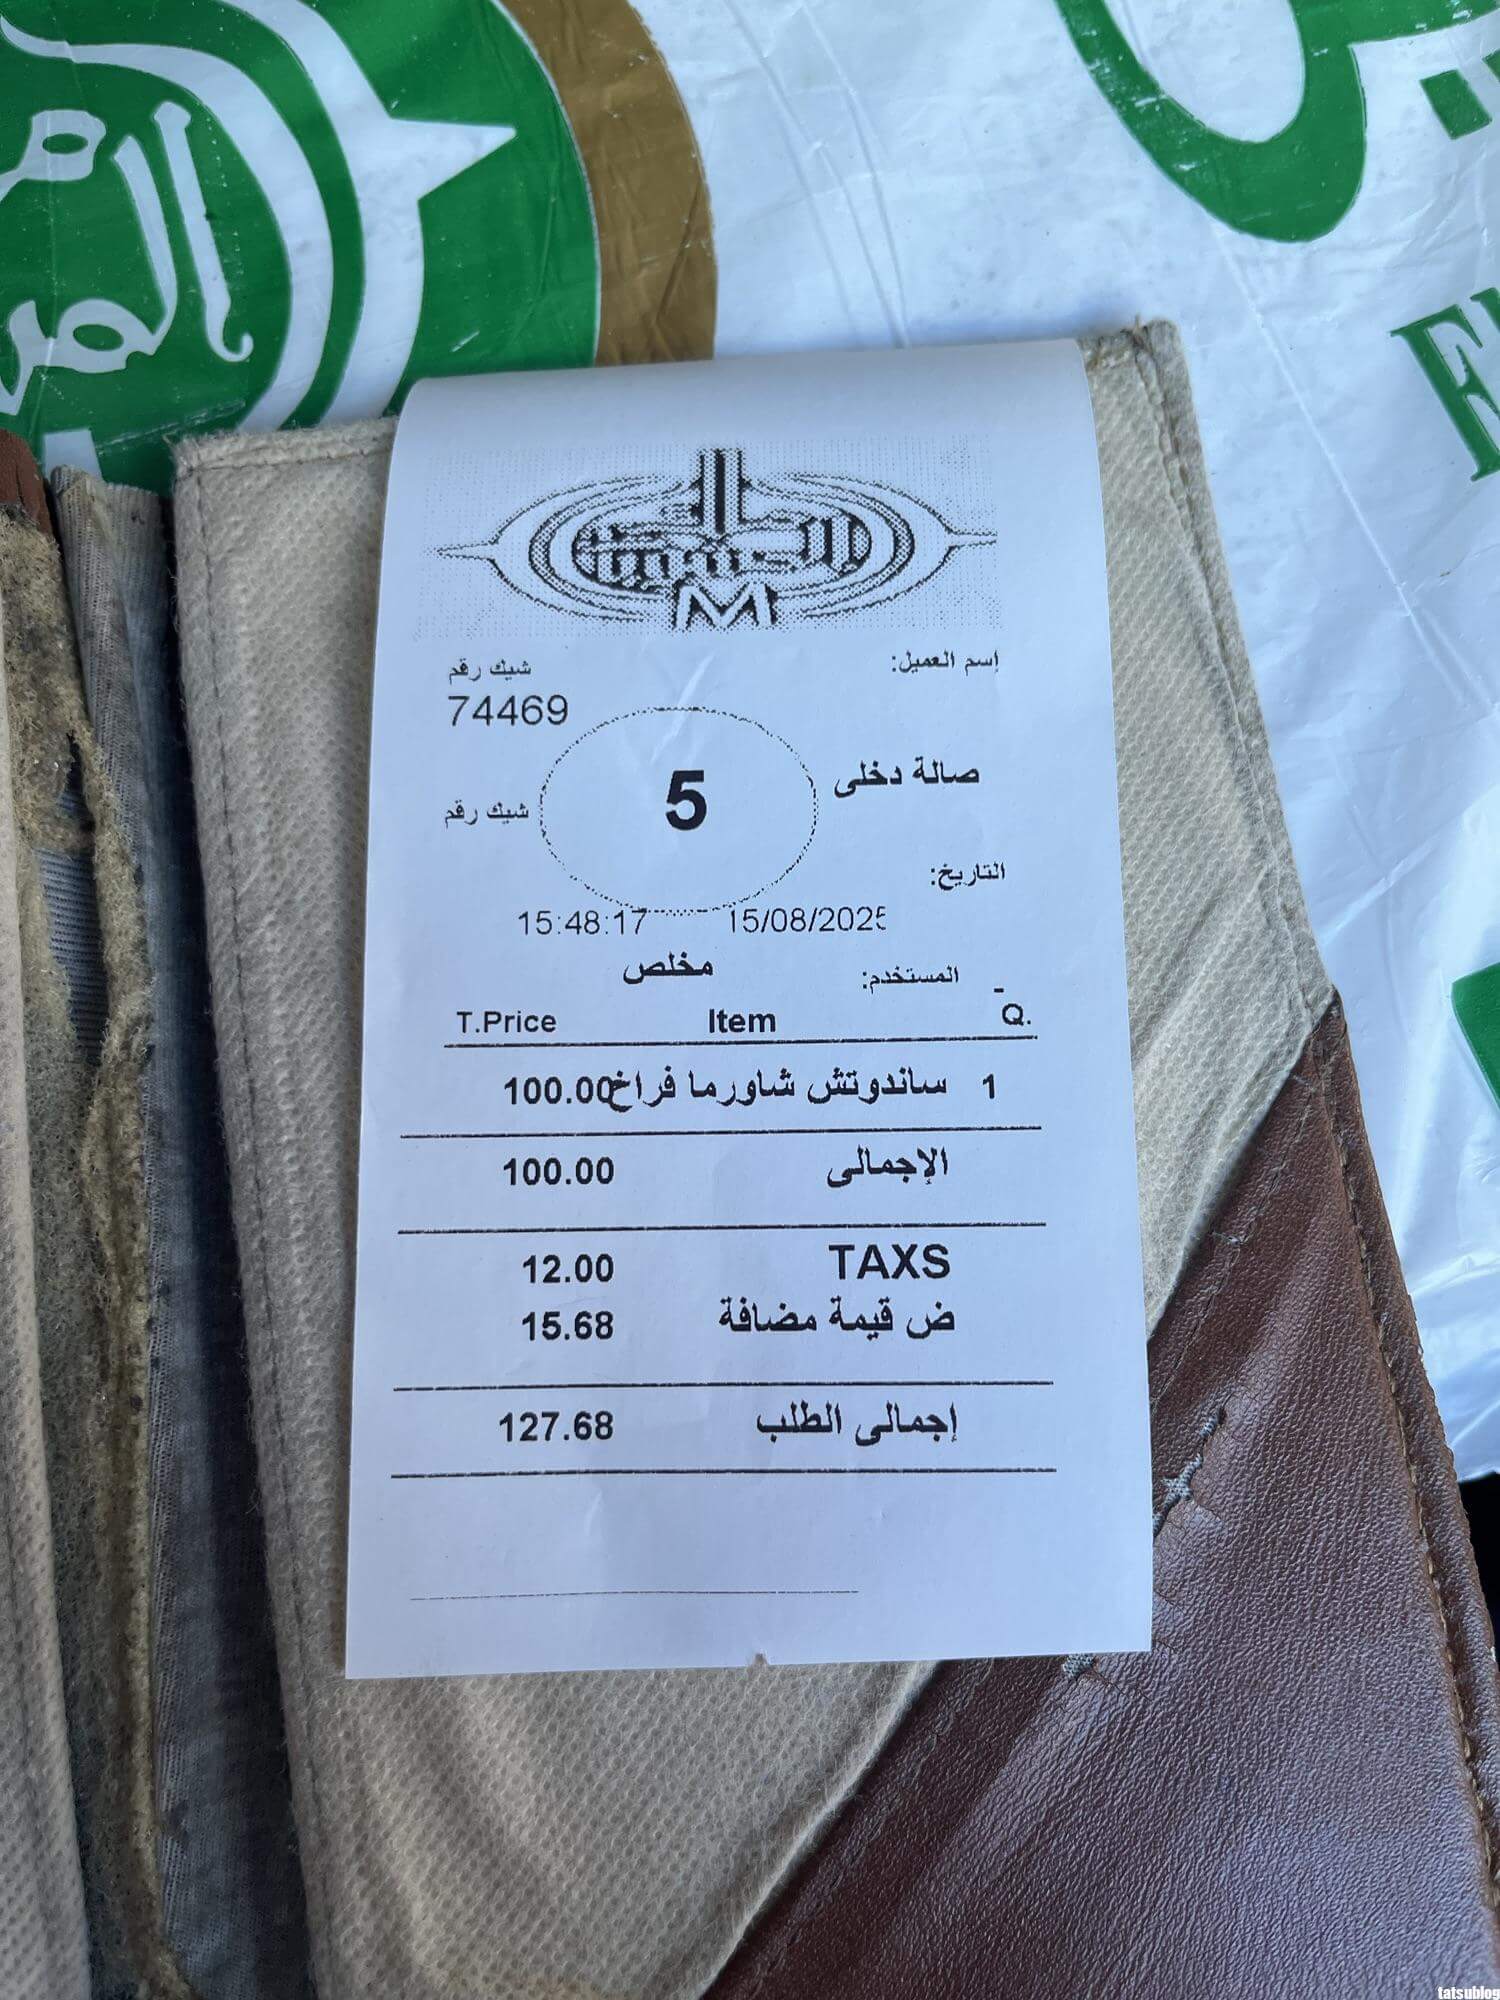 M
إسم العميل:
شيك رقم
74469
صالة دخلى
5
شيك رقم
التاريخ:
15/08/2025 15:48:17
المستخدم: مخلص
Q. Item T.Price
1 ساندوتش شاورما فراخ 100.00
الإجمالى 100.00
TAXS 12.00
ض قيمة مضافة 15.68
إجمالى الطلب 127.68
tatsublog